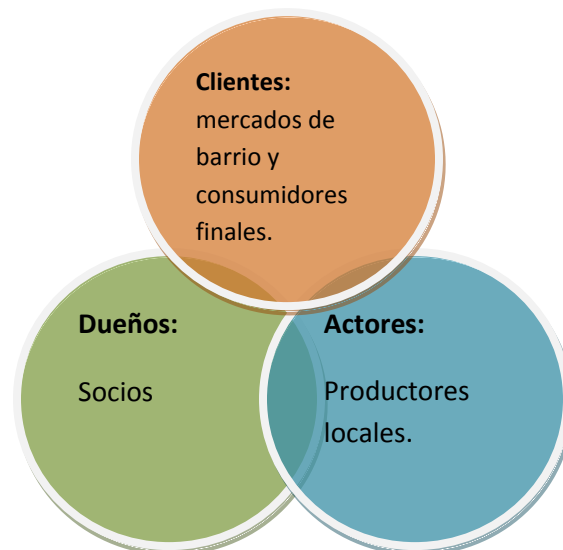 Clientes:
mercados de
barrio y
consumidores
finales.
Dueños:
Socios
Actores:
Productores
locales.